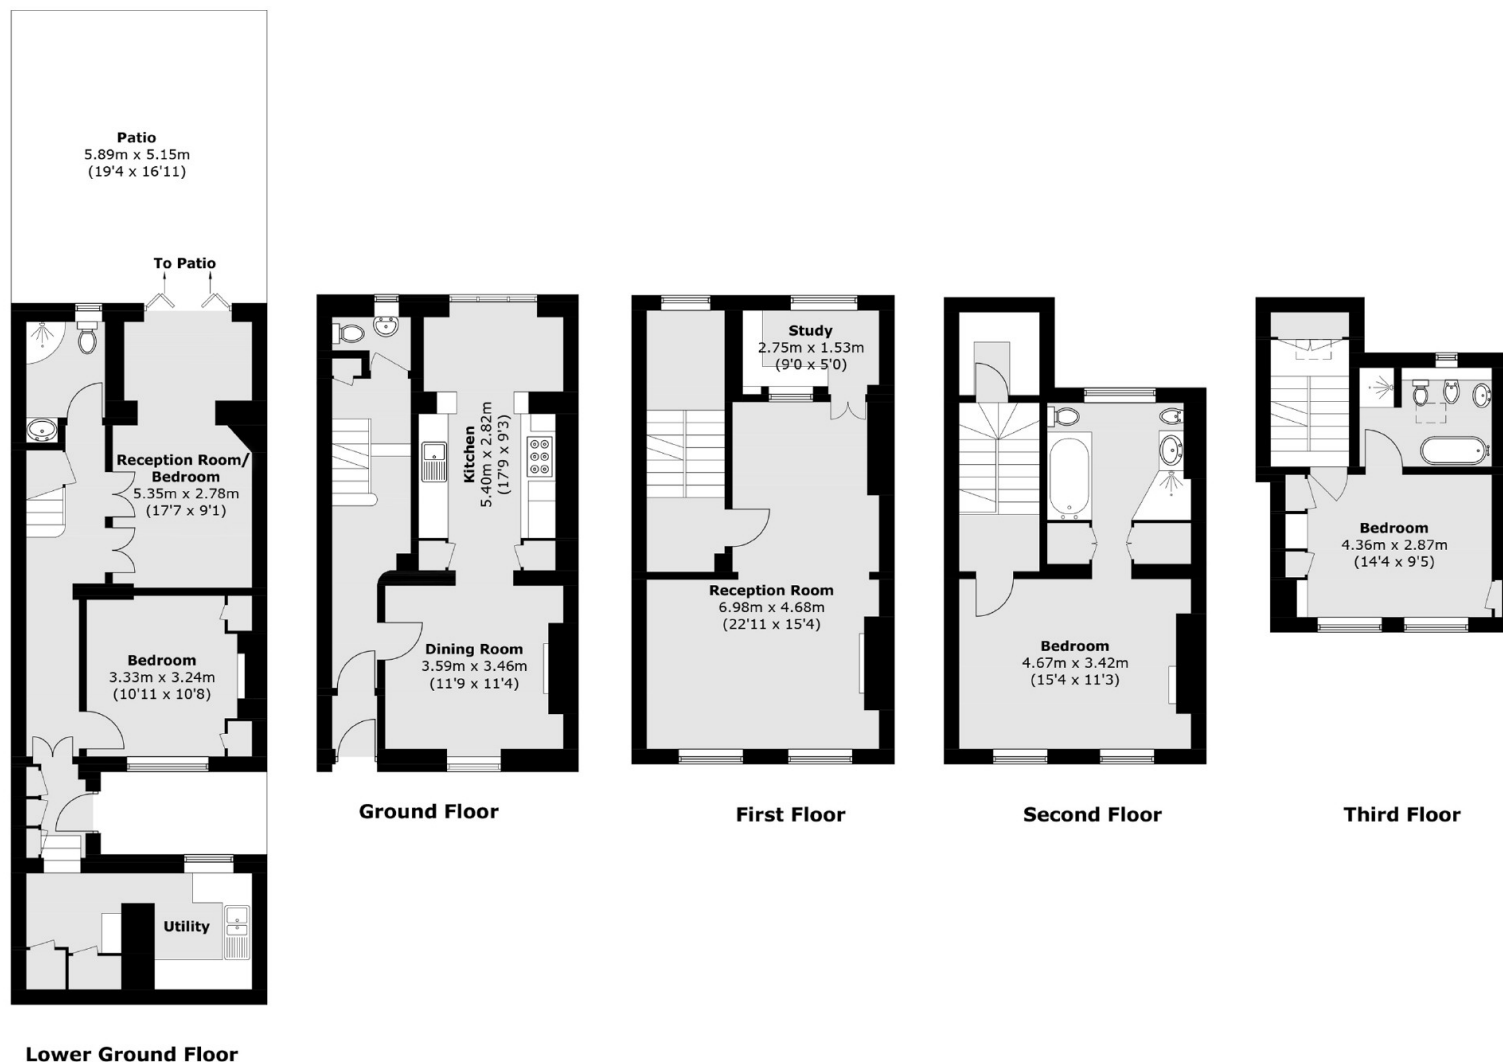 Patio
5.89m x 5.15m
(19'4 x 16'11)
To Patio
Reception Room/
Bedroom
5.35m x 2.78m
(17'7 x 9'1)
Bedroom
3.33m x 3.24m
(10'11 x 10'8)
Utility
Lower Ground Floor
Kitchen
5.40m x 2.82m
(17'9 x 9'3)
Dining Room
3.59m x 3.46m
(11'9 x 11'4)
Ground Floor
Study
2.75m x 1.53m
(9'0 x 5'0)
Reception Room
6.98m x 4.68m
(22'11 x 15'4)
First Floor
Bedroom
4.67m x 3.42m
(15'4 x 11'3)
Second Floor
Bedroom
4.36m x 2.87m
(14'4 x 9'5)
Third Floor